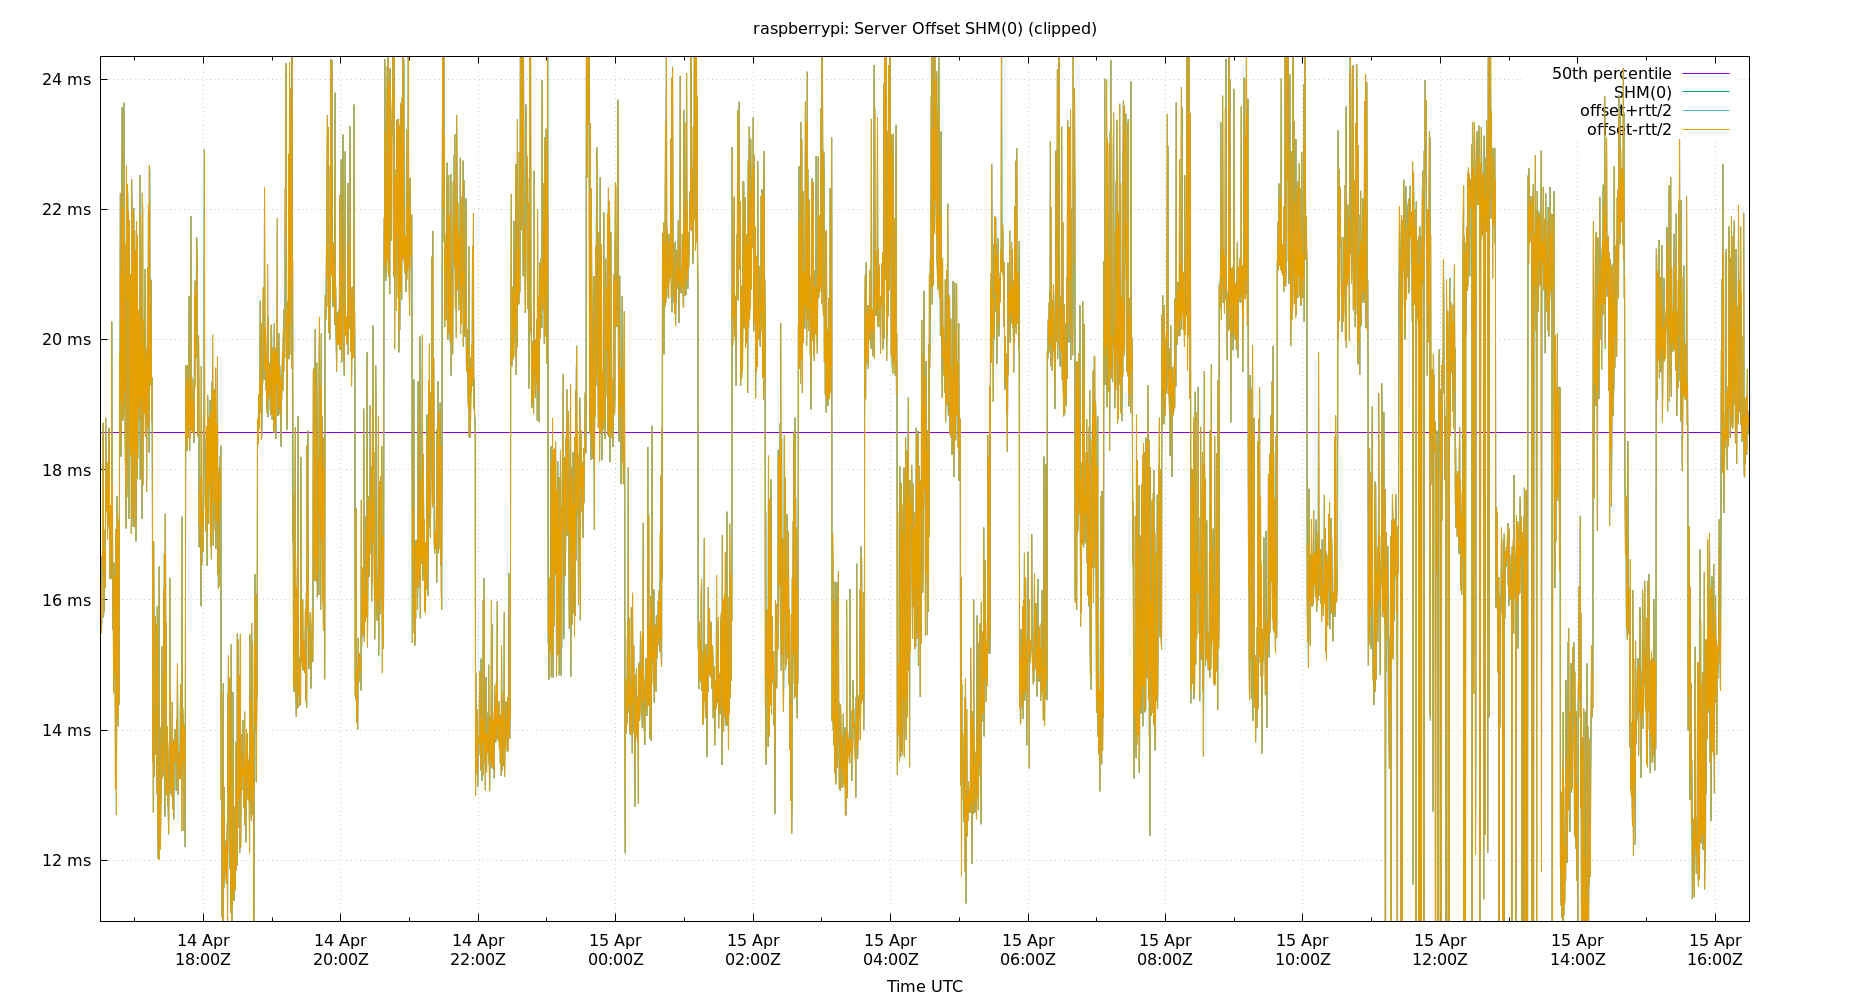 raspberrypi: Server Offset SHM(0) (clipped)
50th percentile
SHM(0)
offset+rtt/2
offset-rtt/2
24 ms
22 ms
20 ms
18 ms
16 ms
14 ms
12 ms
14 Apr 14 Apr 14 Apr 15 Apr 15 Apr 15 Apr 15 Apr 15 Apr 15 Apr 15 Apr 15 Apr 15 Apr
18:00Z 20:00Z 22:00Z 00:00Z 02:00Z 04:00Z 06:00Z 08:00Z 10:00Z 12:00Z 14:00Z 16:00Z
Time UTC